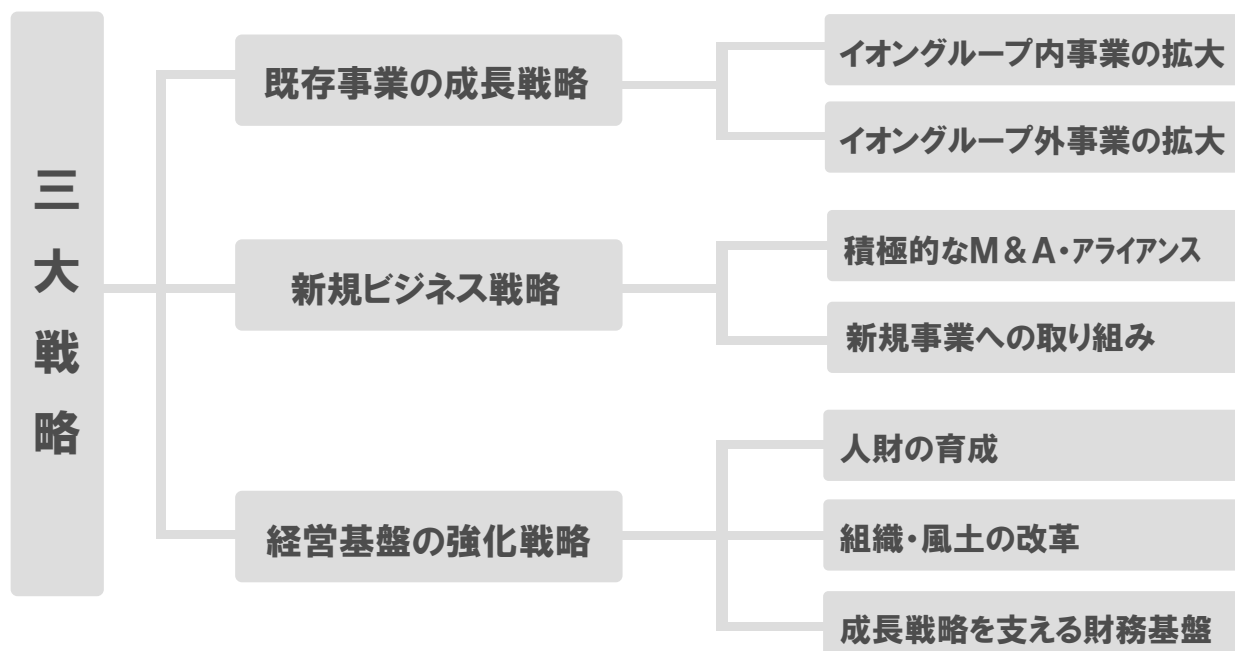 三大戦略
既存事業の成長戦略
イオングループ内事業の拡大
イオングループ外事業の拡大
新規ビジネス戦略
積極的なM&A・アライアンス
新規事業への取り組み
経営基盤の強化戦略
人財の育成
組織・風土の改革
成長戦略を支える財務基盤